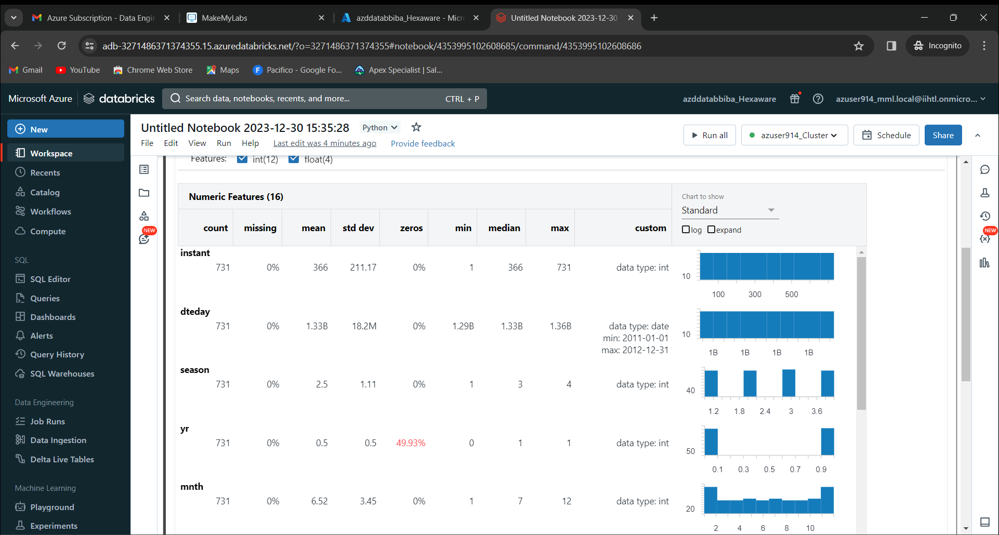 Azure Subscription - Data Engin
MakeMyLabs
azddatabbiba_Hexaware - Micr
Untitled Notebook 2023-12-30
adb-3271486371374355.15.azuredatabricks.net/?o=3271486371374355#notebook/4353995102608685/command/4353995102608686
Incognito
Gmail
YouTube
Chrome Web Store
Maps
Pacifico - Google Fo...
Apex Specialist | Sal...
Microsoft Azure
databricks
Search data, notebooks, recents, and more...
CTRL + P
azddatabbiba_Hexaware
azuser914_mml.local@iihtl.onmicro...
New
Workspace
Recents
Catalog
Workflows
Compute
SQL
SQL Editor
Queries
Dashboards
Alerts
Query History
SQL Warehouses
Data Engineering
Job Runs
Data Ingestion
Delta Live Tables
Machine Learning
Playground
Experiments
Untitled Notebook 2023-12-30 15:35:28
Python
File Edit View Run Help Last edit was 4 minutes ago Provide feedback
Run all
azuser914_Cluster
Schedule
Share
NEW
NEW
Features: int(12) float(4)
Numeric Features (16)
Chart to show
Standard
log expand
count missing mean std dev zeros min median max custom
instant
731 0% 366 211.17 0% 1 366 731 data type: int
10
100 300 500
dteday
731 0% 1.33B 18.2M 0% 1.29B 1.33B 1.36B data type: date
min: 2011-01-01
max: 2012-12-31
10
1B 1B 1B 1B
season
731 0% 2.5 1.11 0% 1 3 4 data type: int
40
1.2 1.8 2.4 3 3.6
yr
731 0% 0.5 0.5 49.93% 0 1 1 data type: int
50
0.1 0.3 0.5 0.7 0.9
mnth
731 0% 6.52 3.45 0% 1 7 12 data type: int
20
2 4 6 8 10